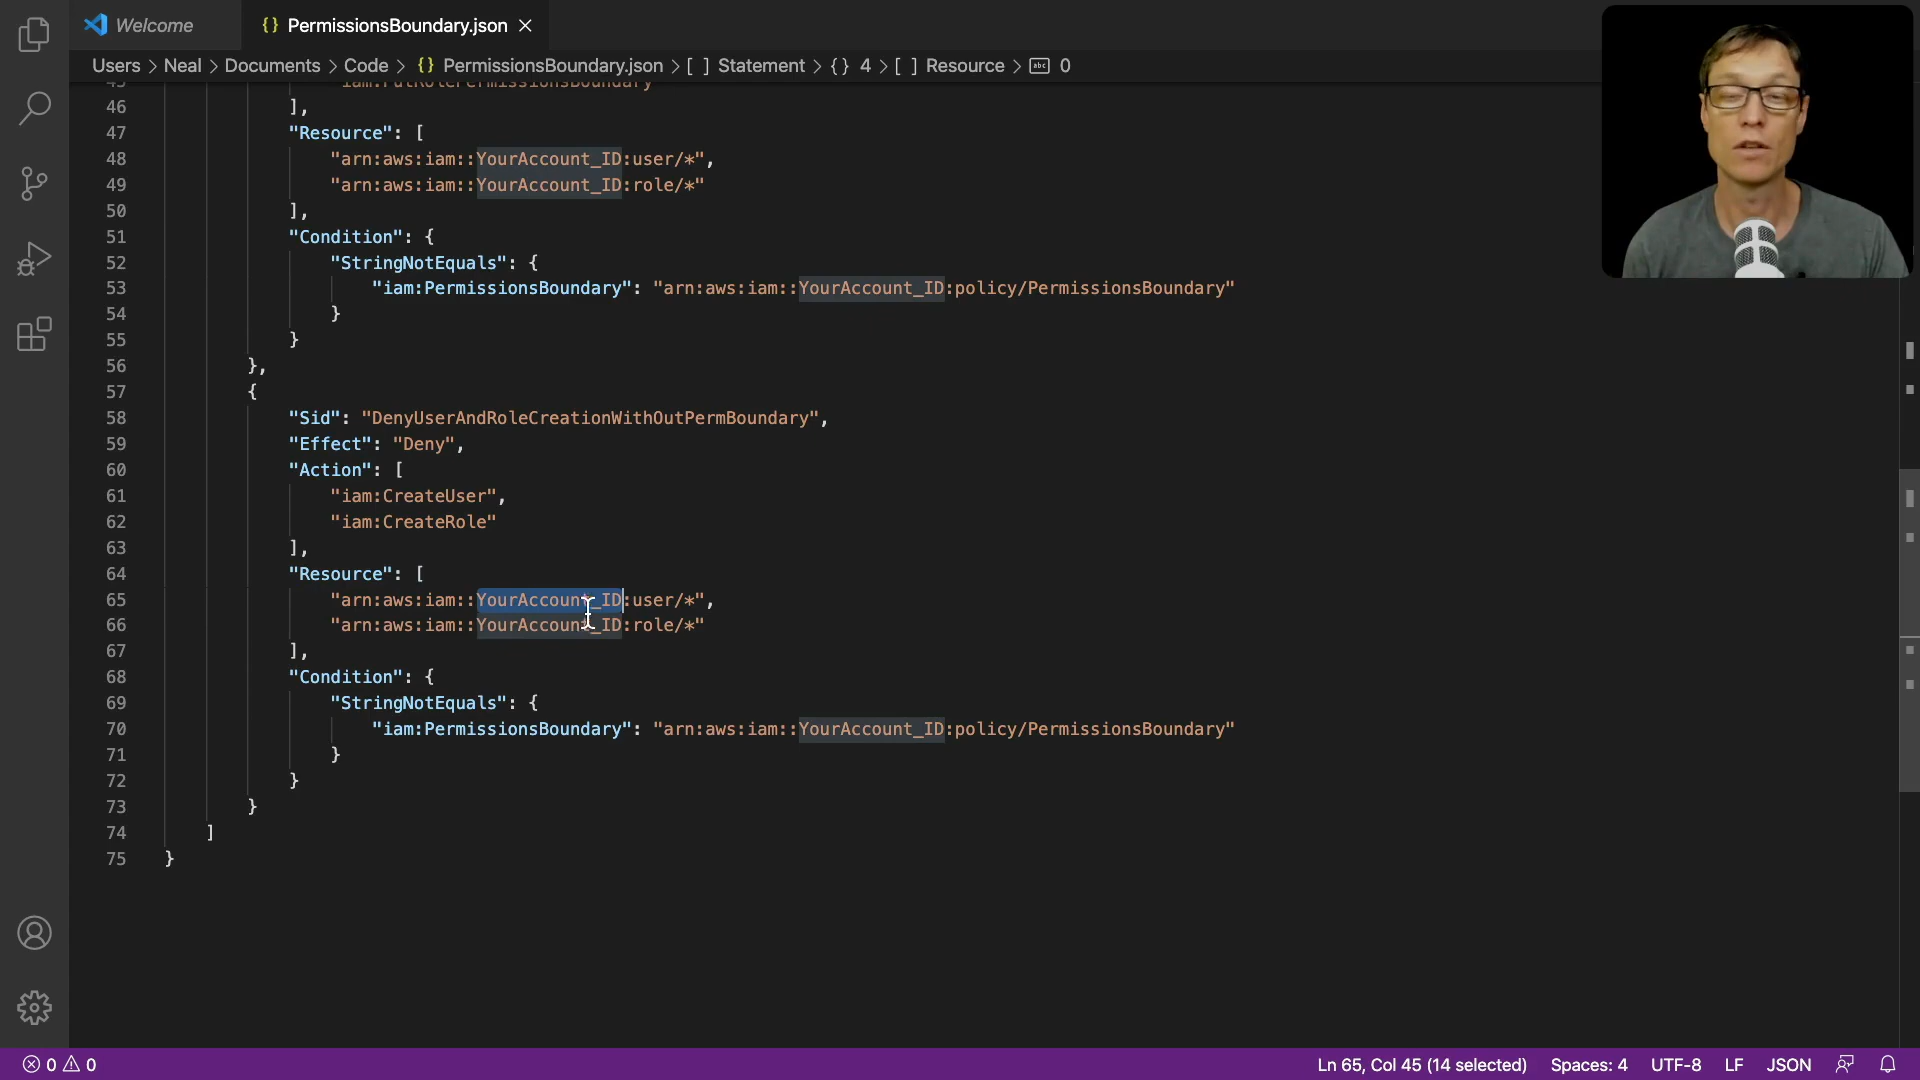 Welcome
{} PermissionsBoundary.json
Users > Neal > Documents > Code > {} PermissionsBoundary.json > [ ] Statement > {} 4 > [ ] Resource > abc 0
46 ],
47 "Resource": [
48 "arn:aws:iam::YourAccount_ID:user/*",
49 "arn:aws:iam::YourAccount_ID:role/*"
50 ],
51 "Condition": {
52 "StringNotEquals": {
53 "iam:PermissionsBoundary": "arn:aws:iam::YourAccount_ID:policy/PermissionsBoundary"
54 }
55 }
56 },
57 {
58 "Sid": "DenyUserAndRoleCreationWithOutPermBoundary",
59 "Effect": "Deny",
60 "Action": [
61 "iam:CreateUser",
62 "iam:CreateRole"
63 ],
64 "Resource": [
65 "arn:aws:iam::YourAccount_ID:user/*",
66 "arn:aws:iam::YourAccount_ID:role/*"
67 ],
68 "Condition": {
69 "StringNotEquals": {
70 "iam:PermissionsBoundary": "arn:aws:iam::YourAccount_ID:policy/PermissionsBoundary"
71 }
72 }
73 }
74 ]
75 }
0 0 Ln 65, Col 45 (14 selected) Spaces: 4 UTF-8 LF JSON